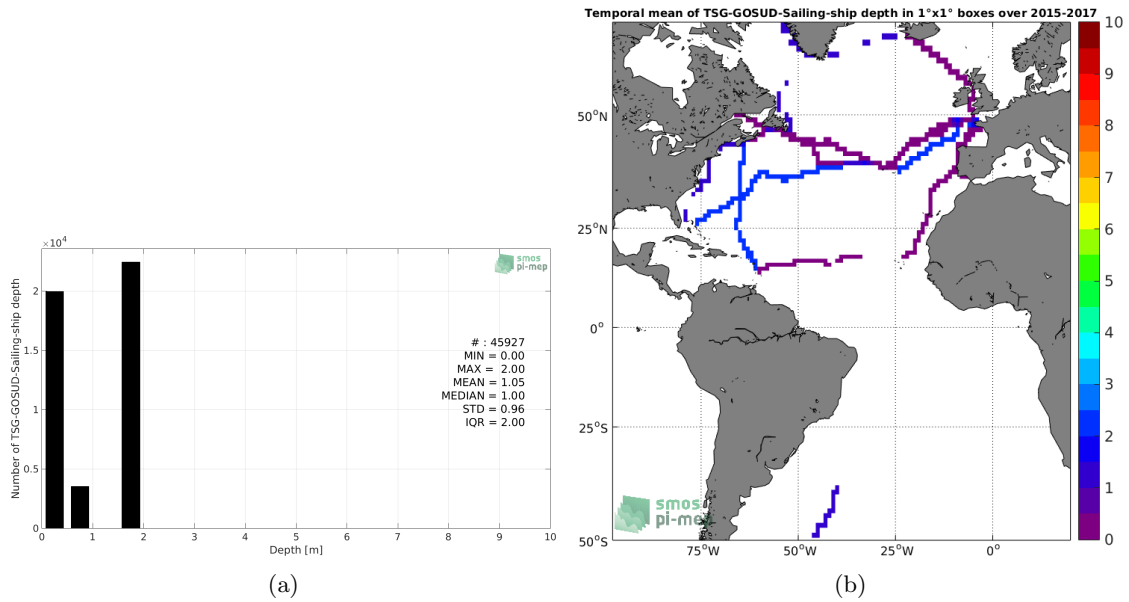 ×10⁴
Number of TSG-GOSUD-Sailing-ship depth
2
1.5
1
0.5
0
0 1 2 3 4 5 6 7 8 9 10
Depth [m]
smos
pi-mep
# : 45927
MIN = 0.00
MAX = 2.00
MEAN = 1.05
MEDIAN = 1.00
STD = 0.96
IQR = 2.00
(a)
Temporal mean of TSG-GOSUD-Sailing-ship depth in 1°x1° boxes over 2015-2017
50°N
25°N
0°
25°S
50°S
75°W 50°W 25°W 0°
smos
pi-mep
10
9
8
7
6
5
4
3
2
1
0
(b)